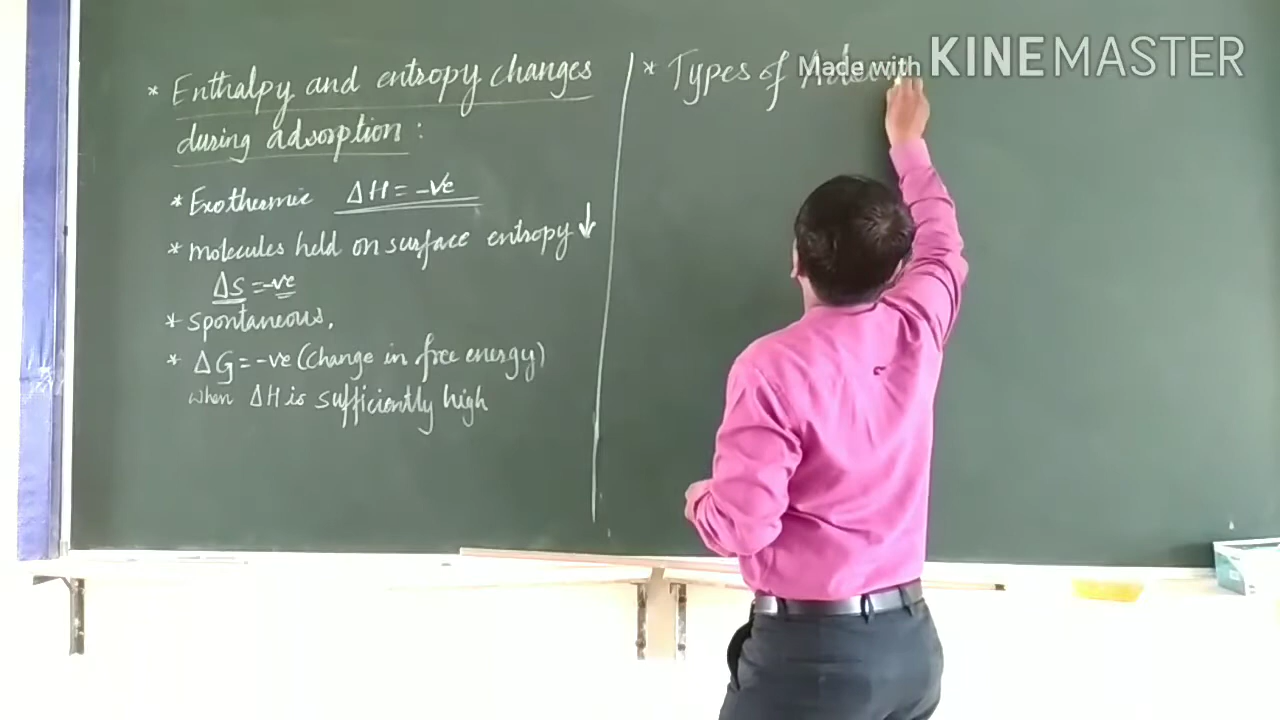 * Enthalpy and entropy changes
during adsorption :
* Exothermic ΔH = -ve
* molecules held on surface entropy ↓
ΔS = -ve
* Spontaneous,
* ΔG = -ve (change in free energy)
when ΔH is sufficiently high
* Types of
Made with KINEMASTER